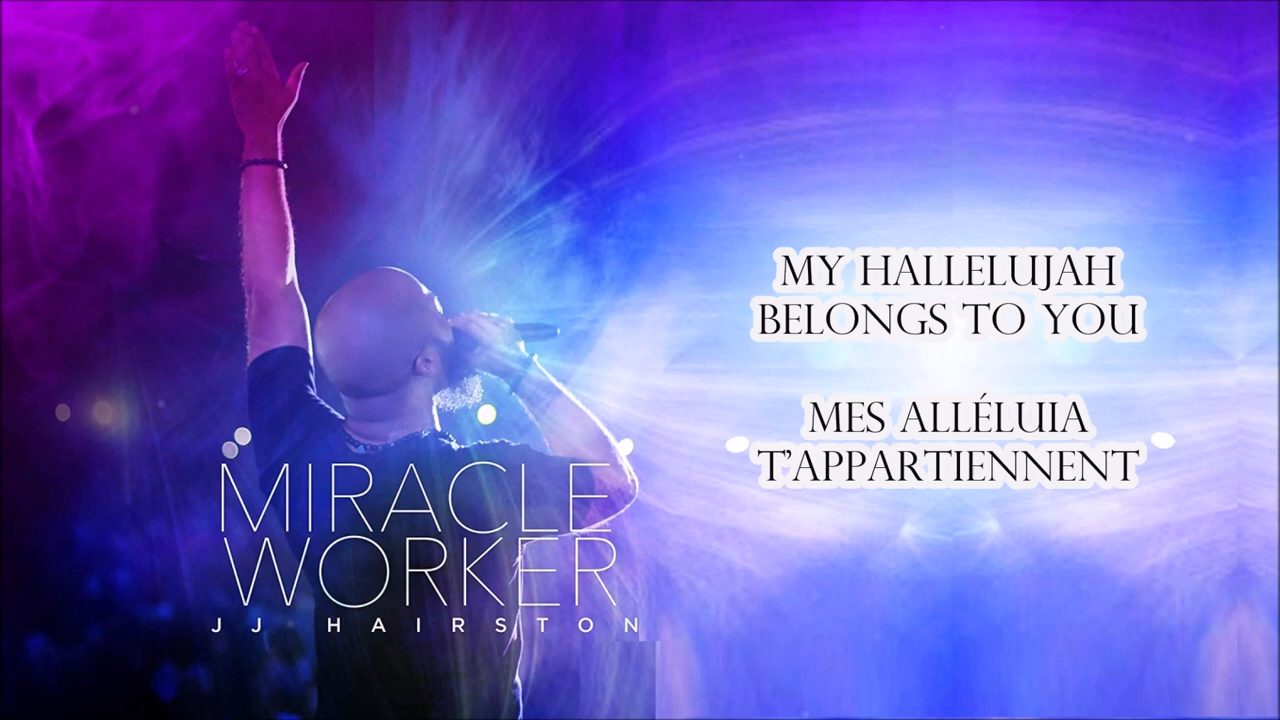 MIRACLE
WORKER
JJ HAIRSTON
MY HALLELUJAH
BELONGS TO YOU
MES ALLÉLUIA
T'APPARTIENNENT